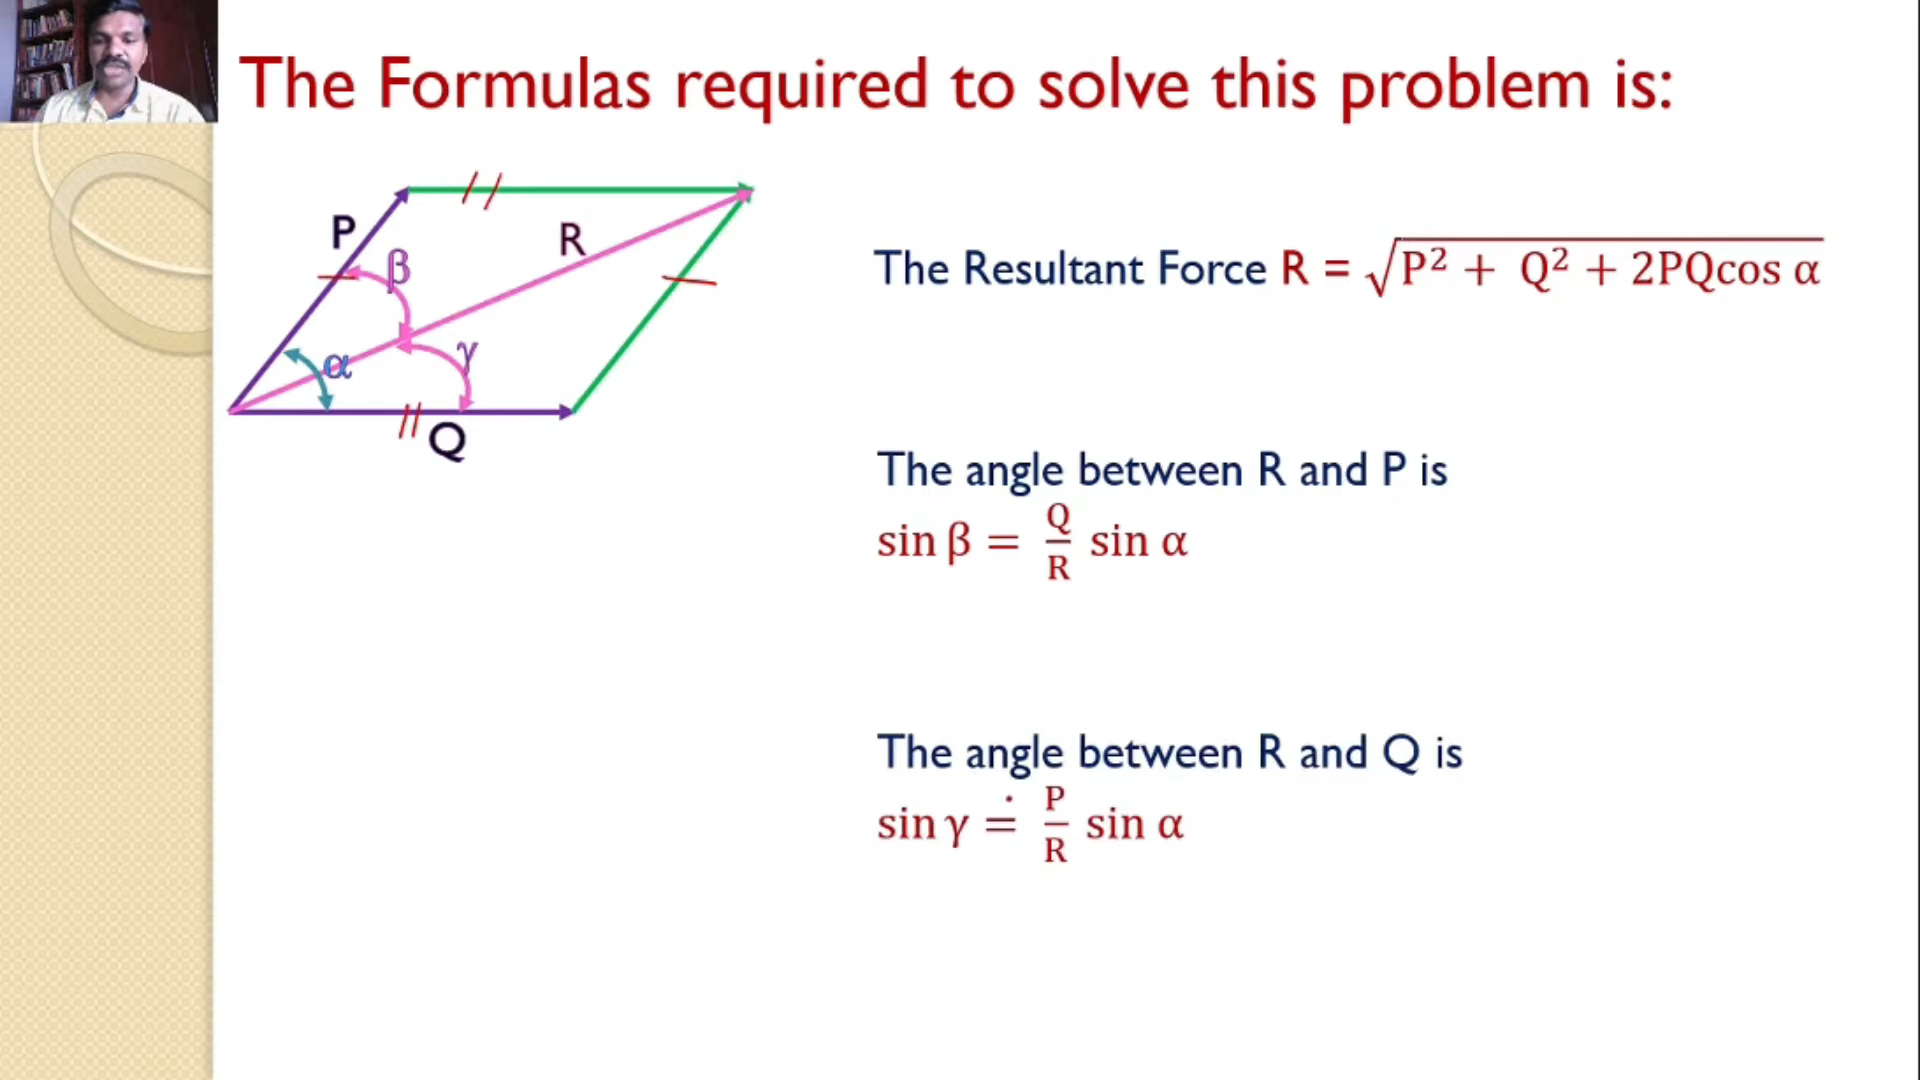 The Formulas required to solve this problem is:
P
β
R
α
γ
Q
The Resultant Force R = √P² + Q² + 2PQcos α
The angle between R and P is
sin β = Q/R sin α
The angle between R and Q is
sin γ = P/R sin α